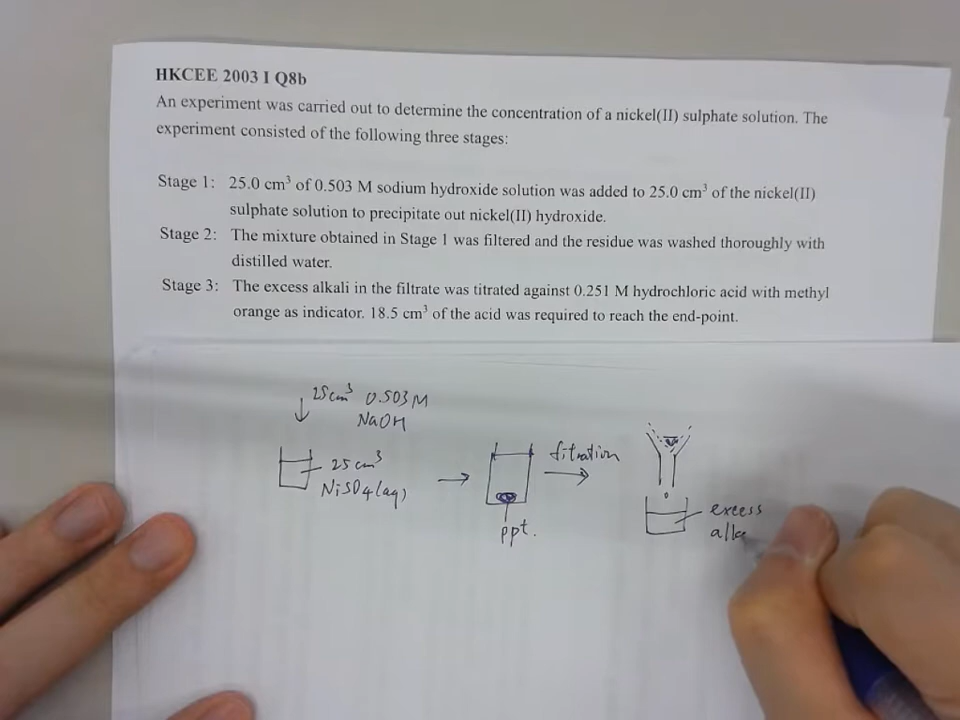 HKCEE 2003 I Q8b
An experiment was carried out to determine the concentration of a nickel(II) sulphate solution. The
experiment consisted of the following three stages:
Stage 1: 25.0 cm³ of 0.503 M sodium hydroxide solution was added to 25.0 cm³ of the nickel(II)
sulphate solution to precipitate out nickel(II) hydroxide.
Stage 2: The mixture obtained in Stage 1 was filtered and the residue was washed thoroughly with
distilled water.
Stage 3: The excess alkali in the filtrate was titrated against 0.251 M hydrochloric acid with methyl
orange as indicator. 18.5 cm³ of the acid was required to reach the end-point.
25cm³ 0.503M
NaOH
25cm³
NiSO4(aq)
ppt.
fitration
excess